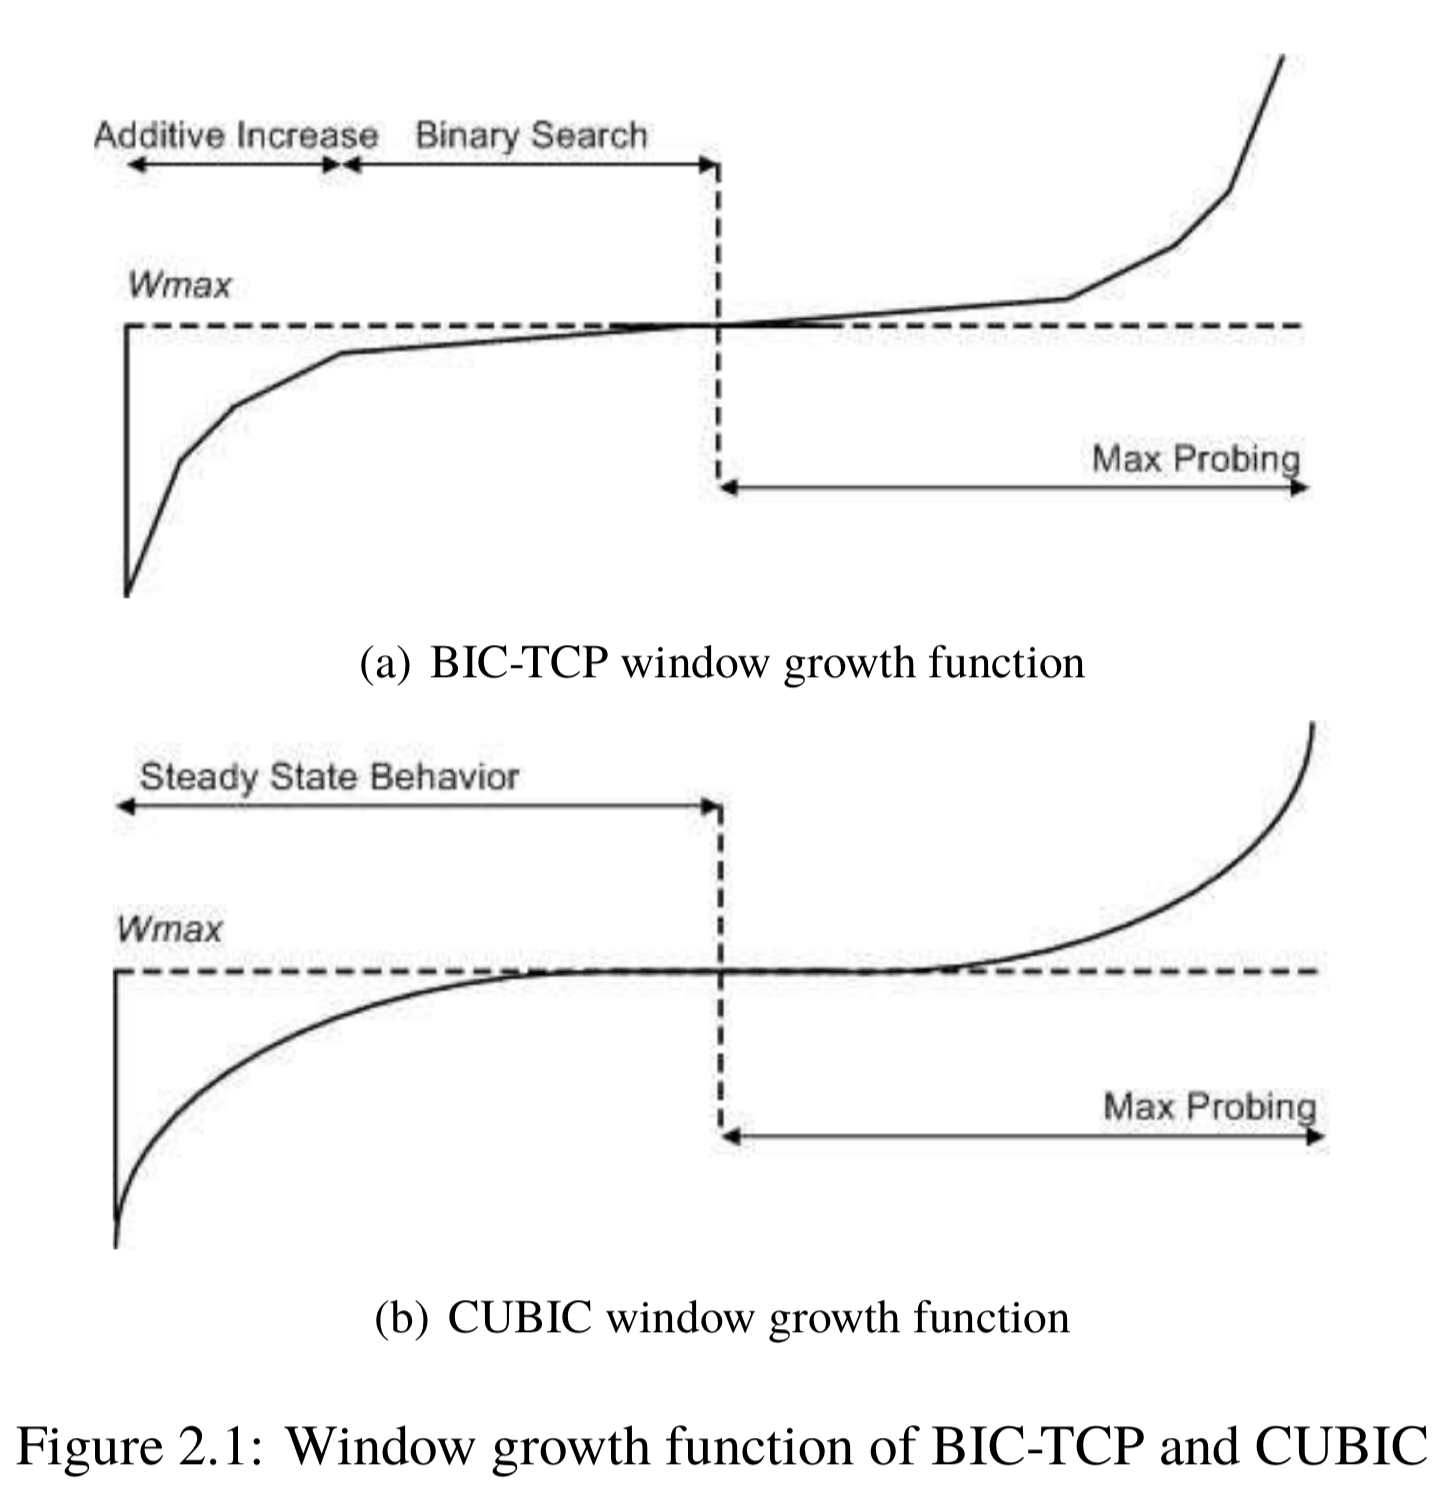 Additive Increase Binary Search
Wmax
Max Probing
(a) BIC-TCP window growth function
Steady State Behavior
Wmax
Max Probing
(b) CUBIC window growth function
Figure 2.1: Window growth function of BIC-TCP and CUBIC